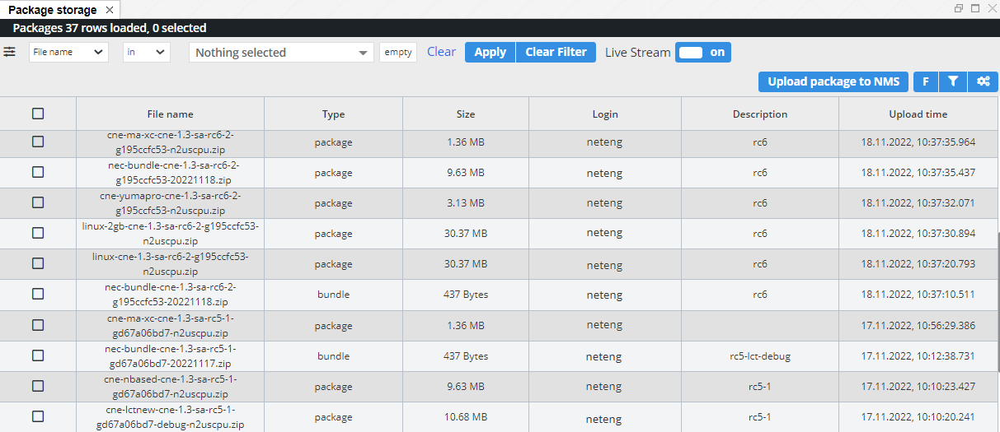 Package storage
Packages 37 rows loaded, 0 selected
File name in Nothing selected empty Clear Apply Clear Filter Live Stream on
Upload package to NMS F
File name Type Size Login Description Upload time
cne-ma-xc-cne-1.3-sa-rc6-2-
g195ccfc53-n2uscpu.zip package 1.36 MB neteng rc6 18.11.2022, 10:37:35.964
nec-bundle-cne-1.3-sa-rc6-2-
g195ccfc53-20221118.zip package 9.63 MB neteng rc6 18.11.2022, 10:37:35.437
cne-yumapro-cne-1.3-sa-rc6-2-
g195ccfc53-n2uscpu.zip package 3.13 MB neteng rc6 18.11.2022, 10:37:32.071
linux-2gb-cne-1.3-sa-rc6-2-g195ccfc53-
n2uscpu.zip package 30.37 MB neteng rc6 18.11.2022, 10:37:30.894
linux-cne-1.3-sa-rc6-2-g195ccfc53-
n2uscpu.zip package 30.37 MB neteng rc6 18.11.2022, 10:37:20.793
nec-bundle-cne-1.3-sa-rc6-2-
g195ccfc53-20221118.zip bundle 437 Bytes neteng rc6 18.11.2022, 10:37:10.511
cne-ma-xc-cne-1.3-sa-rc5-1-
gd67a06bd7-n2uscpu.zip package 1.36 MB neteng 17.11.2022, 10:56:29.386
nec-bundle-cne-1.3-sa-rc5-1-
gd67a06bd7-20221117.zip bundle 437 Bytes neteng rc5-lct-debug 17.11.2022, 10:12:38.731
cne-nbased-cne-1.3-sa-rc5-1-
gd67a06bd7-n2uscpu.zip package 9.63 MB neteng rc5-1 17.11.2022, 10:10:23.427
cne-lctnew-cne-1.3-sa-rc5-1-
gd67a06bd7-debug-n2uscpu.zip package 10.68 MB neteng rc5-1 17.11.2022, 10:10:20.241